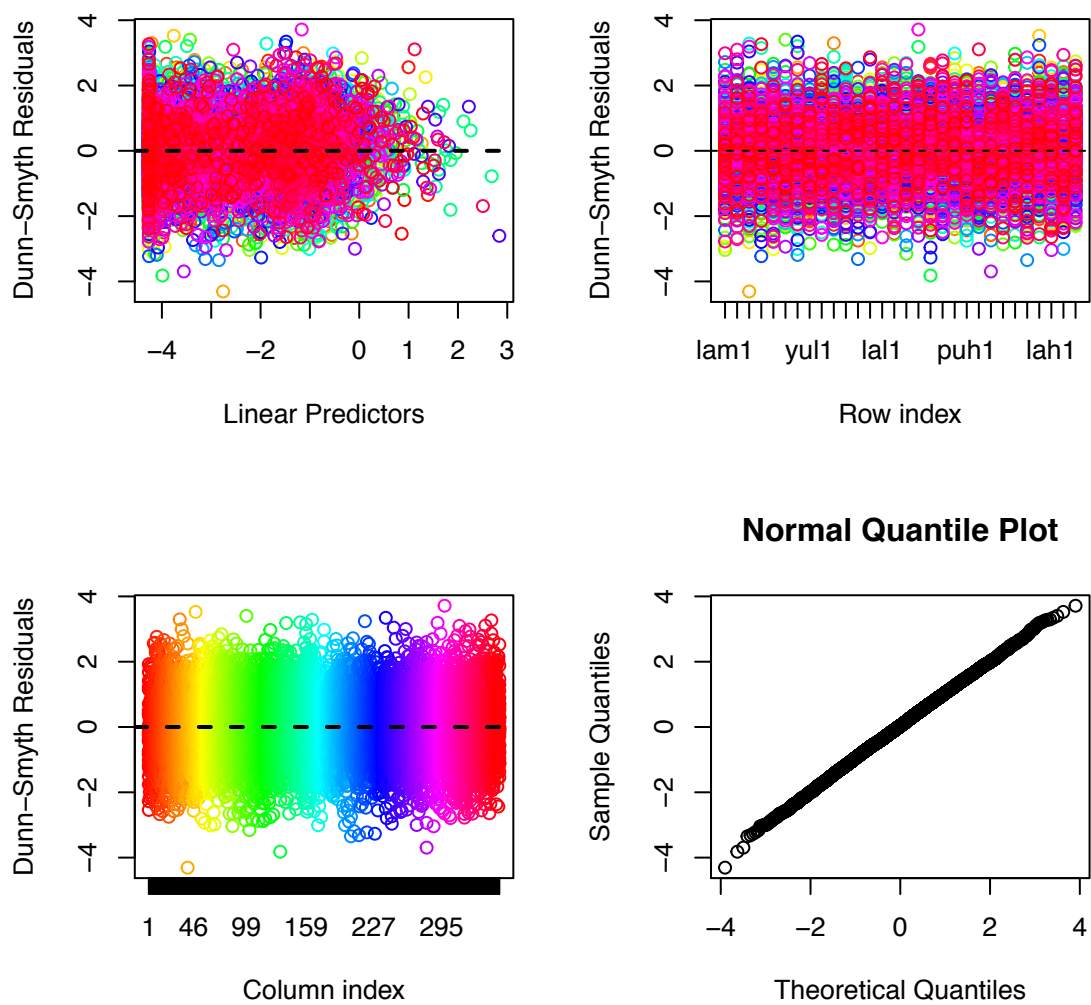 Dunn−Smyth Residuals
4
2
0
−2
−4
−4 −2 0 1 2 3
Linear Predictors
Dunn−Smyth Residuals
4
2
0
−2
−4
lam1 yul1 lal1 puh1 lah1
Row index
Dunn−Smyth Residuals
4
2
0
−2
−4
1 46 99 159 227 295
Column index
Normal Quantile Plot
Sample Quantiles
4
2
0
−2
−4
−4 −2 0 2 4
Theoretical Quantiles